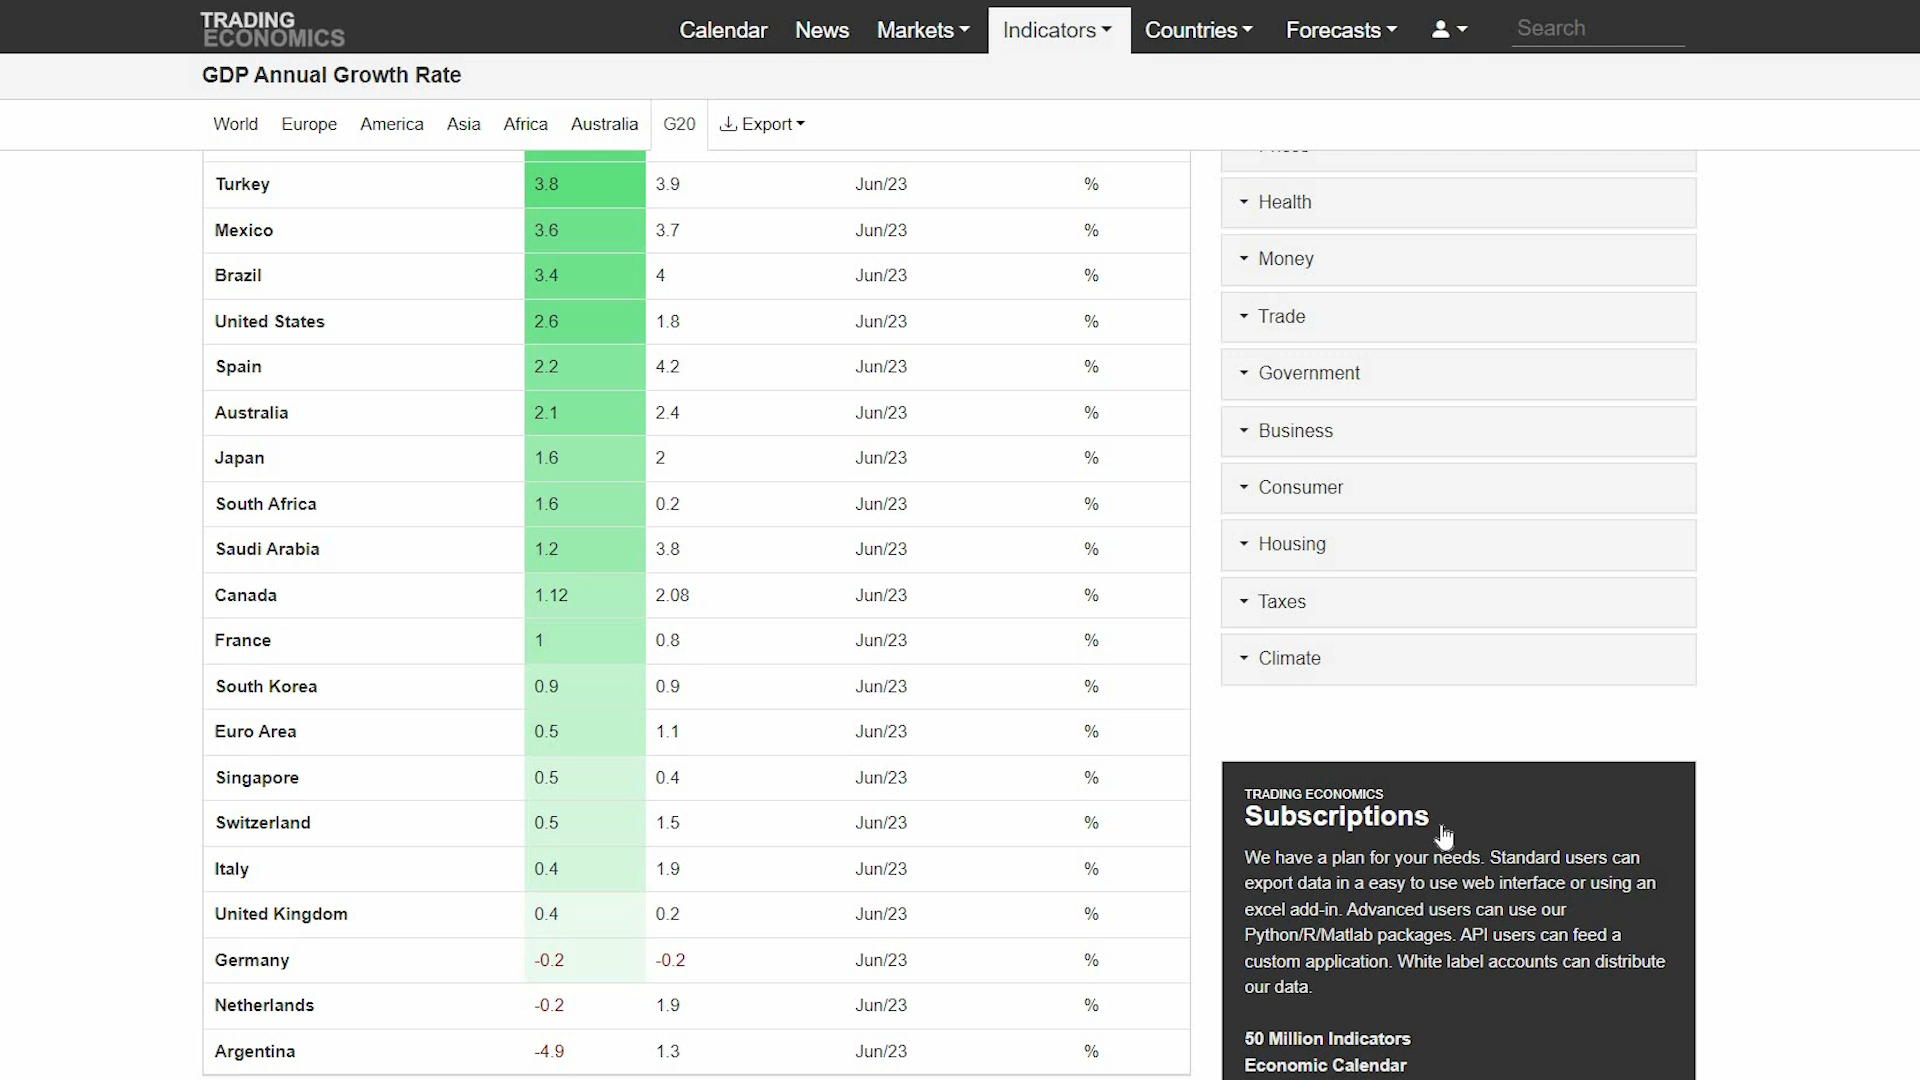 TRADING
ECONOMICS
Calendar News Markets Indicators Countries Forecasts Search
GDP Annual Growth Rate
World Europe America Asia Africa Australia G20 Export
Turkey 3.8 3.9 Jun/23 %
Mexico 3.6 3.7 Jun/23 %
Brazil 3.4 4 Jun/23 %
United States 2.6 1.8 Jun/23 %
Spain 2.2 4.2 Jun/23 %
Australia 2.1 2.4 Jun/23 %
Japan 1.6 2 Jun/23 %
South Africa 1.6 0.2 Jun/23 %
Saudi Arabia 1.2 3.8 Jun/23 %
Canada 1.12 2.08 Jun/23 %
France 1 0.8 Jun/23 %
South Korea 0.9 0.9 Jun/23 %
Euro Area 0.5 1.1 Jun/23 %
Singapore 0.5 0.4 Jun/23 %
Switzerland 0.5 1.5 Jun/23 %
Italy 0.4 1.9 Jun/23 %
United Kingdom 0.4 0.2 Jun/23 %
Germany -0.2 -0.2 Jun/23 %
Netherlands -0.2 1.9 Jun/23 %
Argentina -4.9 1.3 Jun/23 %
Health
Money
Trade
Government
Business
Consumer
Housing
Taxes
Climate
TRADING ECONOMICS
Subscriptions
We have a plan for your needs. Standard users can
export data in a easy to use web interface or using an
excel add-in. Advanced users can use our
Python/R/Matlab packages. API users can feed a
custom application. White label accounts can distribute
our data.
50 Million Indicators
Economic Calendar